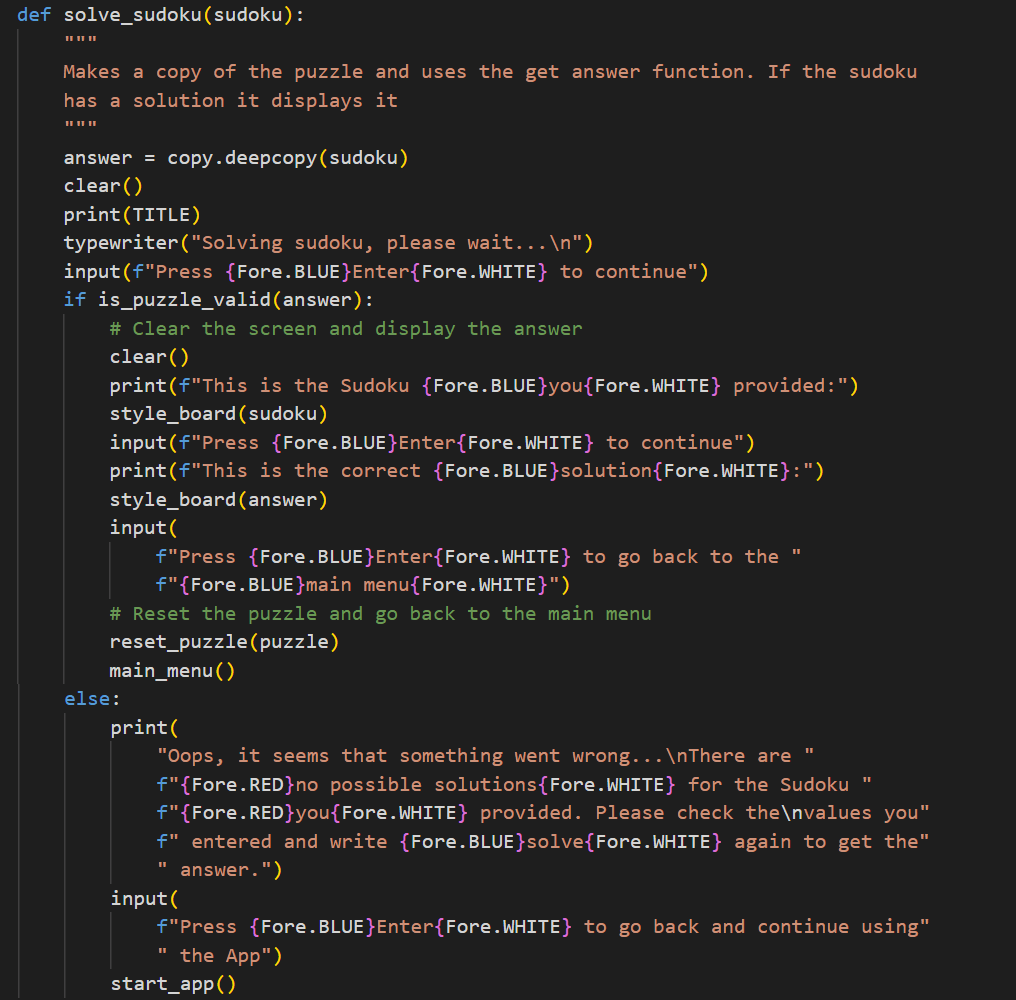 def solve_sudoku(sudoku):
    """
    Makes a copy of the puzzle and uses the get answer function. If the sudoku
    has a solution it displays it
    """
    answer = copy.deepcopy(sudoku)
    clear()
    print(TITLE)
    typewriter("Solving sudoku, please wait...\n")
    input(f"Press {Fore.BLUE}Enter{Fore.WHITE} to continue")
    if is_puzzle_valid(answer):
        # Clear the screen and display the answer
        clear()
        print(f"This is the Sudoku {Fore.BLUE}you{Fore.WHITE} provided:")
        style_board(sudoku)
        input(f"Press {Fore.BLUE}Enter{Fore.WHITE} to continue")
        print(f"This is the correct {Fore.BLUE}solution{Fore.WHITE}:")
        style_board(answer)
        input(
            f"Press {Fore.BLUE}Enter{Fore.WHITE} to go back to the "
            f"{Fore.BLUE}main menu{Fore.WHITE}")
        # Reset the puzzle and go back to the main menu
        reset_puzzle(puzzle)
        main_menu()
    else:
        print(
            "Oops, it seems that something went wrong...\nThere are "
            f"{Fore.RED}no possible solutions{Fore.WHITE} for the Sudoku "
            f"{Fore.RED}you{Fore.WHITE} provided. Please check the\nvalues you"
            f" entered and write {Fore.BLUE}solve{Fore.WHITE} again to get the"
            " answer.")
        input(
            f"Press {Fore.BLUE}Enter{Fore.WHITE} to go back and continue using"
            " the App")
        start_app()